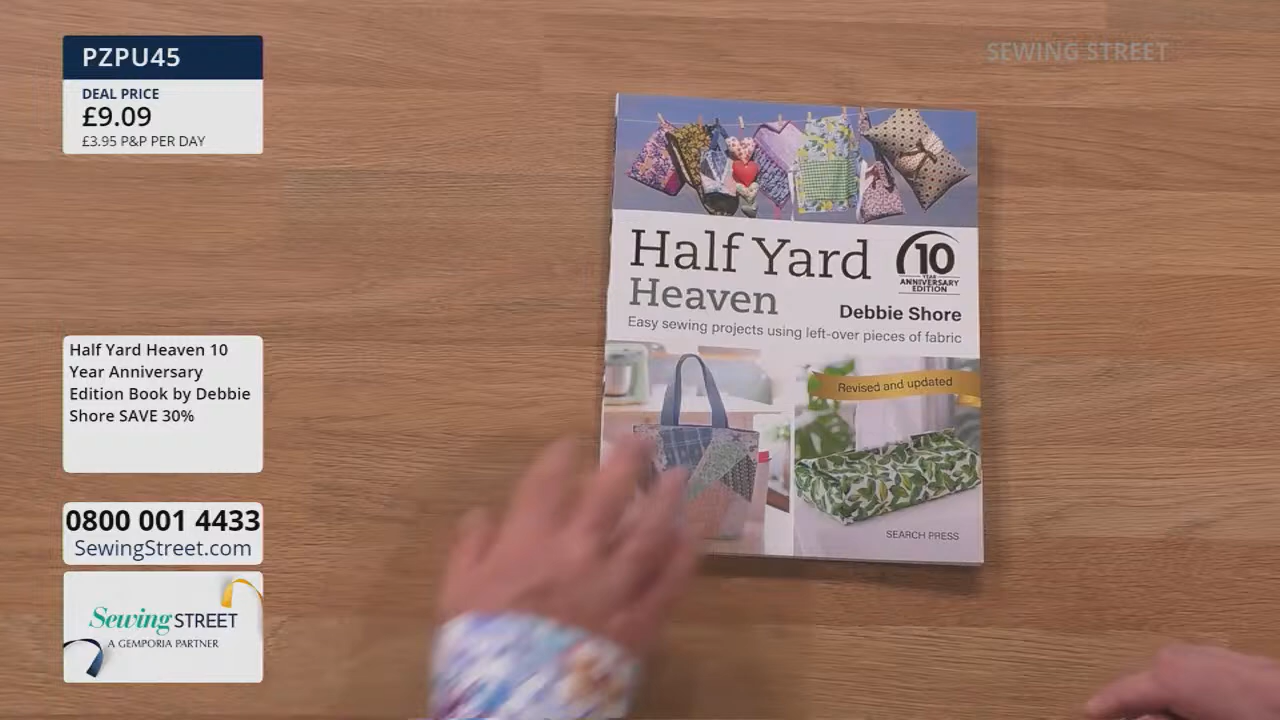 PZPU45
DEAL PRICE
£9.09
£3.95 P&P PER DAY
SEWING STREET
Half Yard
Heaven
10
YEAR
ANNIVERSARY
EDITION
Debbie Shore
Easy sewing projects using left-over pieces of fabric
Revised and updated
SEARCH PRESS
Half Yard Heaven 10
Year Anniversary
Edition Book by Debbie
Shore SAVE 30%
0800 001 4433
SewingStreet.com
Sewing STREET
A GEMPORIA PARTNER